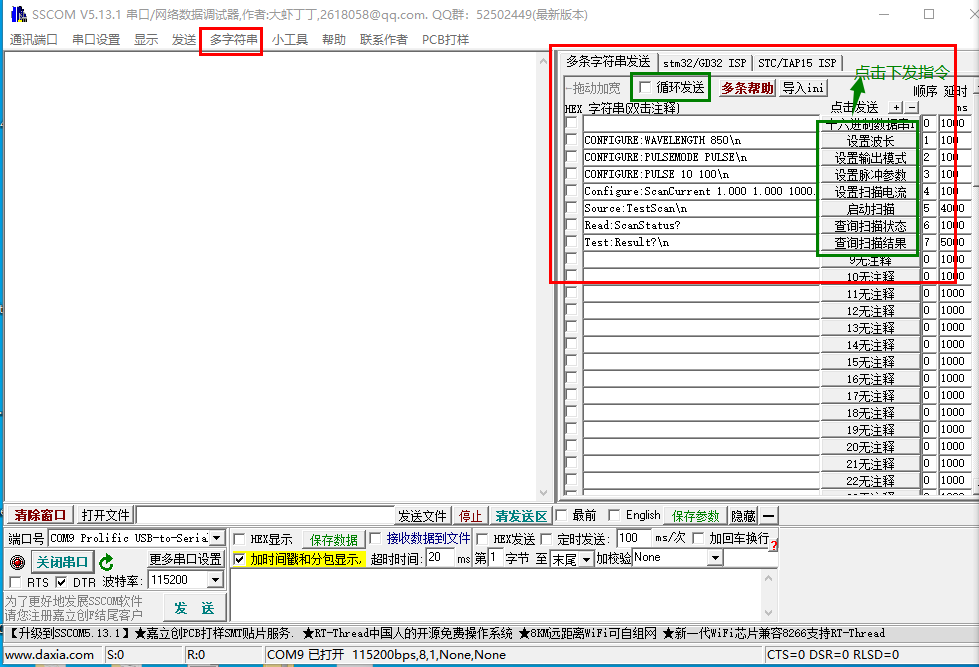 SSCOM V5.13.1 串口/网络数据调试器,作者:大虾丁丁,2618058@qq.com. QQ群: 52502449(最新版本)
通讯端口 串口设置 显示 发送 多字符串 小工具 帮助 联系作者 PCB打样
多条字符串发送 stm32/GD32 ISP STC/IAP15 ISP
点击下发指令
拖动加宽 循环发送 多条帮助 导入ini 顺序 延时
HEX 字符串(双击注释) 点击发送 + − ms
十六进制数据串1 0 1000
CONFIGURE:WAVELENGTH 850\n 设置波长 1 100
CONFIGURE:PULSEMODE PULSE\n 设置输出模式 2 100
CONFIGURE:PULSE 10 100\n 设置脉冲参数 3 100
Configure:ScanCurrent 1.000 1.000 1000. 设置扫描电流 4 100
Source:TestScan\n 启动扫描 5 4000
Read:ScanStatus? 查询扫描状态 6 1000
Test:Result?\n 查询扫描结果 7 5000
9无注释 0 1000
10无注释 0 1000
11无注释 0 1000
12无注释 0 1000
13无注释 0 1000
14无注释 0 1000
15无注释 0 1000
16无注释 0 1000
17无注释 0 1000
18无注释 0 1000
19无注释 0 1000
20无注释 0 1000
21无注释 0 1000
22无注释 0 1000
清除窗口 打开文件 发送文件 停止 清发送区 最前 English 保存参数 隐藏 −
端口号 COM9 Prolific USB-to-Seria HEX显示 保存数据 接收数据到文件 HEX发送 定时发送: 100 ms/次 加回车换行
关闭串口 更多串口设置 加时间戳和分包显示, 超时时间: 20 ms 第 1 字节 至 末尾 加校验 None ?
RTS DTR 波特率: 115200
为了更好地发展SSCOM软件
请您注册嘉立创F结尾客户
发 送
【升级到SSCOM5.13.1】★嘉立创PCB打样SMT贴片服务. ★RT-Thread中国人的开源免费操作系统 ★8KM远距离WiFi可自组网 ★新一代WiFi芯片兼容8266支持RT-Thread
www.daxia.com S:0 R:0 COM9 已打开 115200bps,8,1,None,None CTS=0 DSR=0 RLSD=0